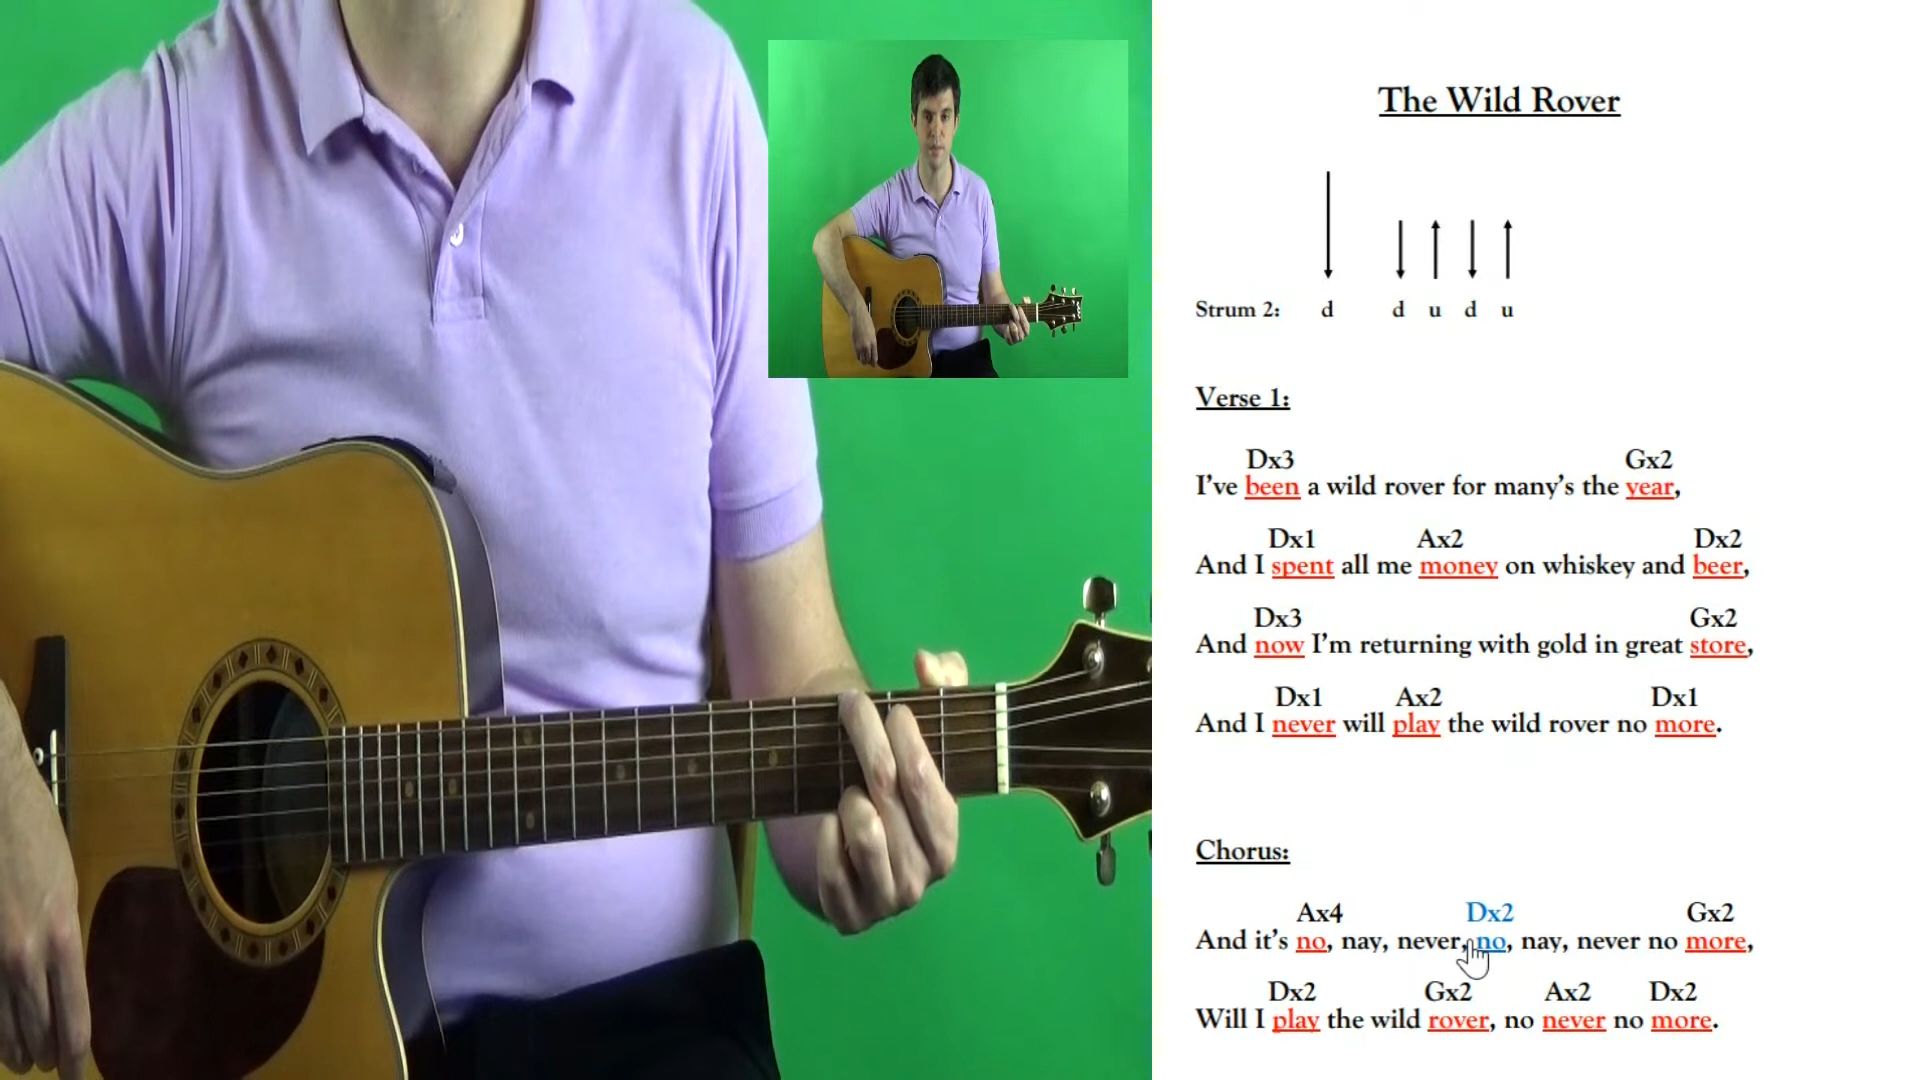 The Wild Rover
Strum 2: d d u d u
Verse 1:
Dx3 Gx2
I've been a wild rover for many's the year,
Dx1 Ax2 Dx2
And I spent all me money on whiskey and beer,
Dx3 Gx2
And now I'm returning with gold in great store,
Dx1 Ax2 Dx1
And I never will play the wild rover no more.
Chorus:
Ax4 Dx2 Gx2
And it's no, nay, never, no, nay, never no more,
Dx2 Gx2 Ax2 Dx2
Will I play the wild rover, no never no more.